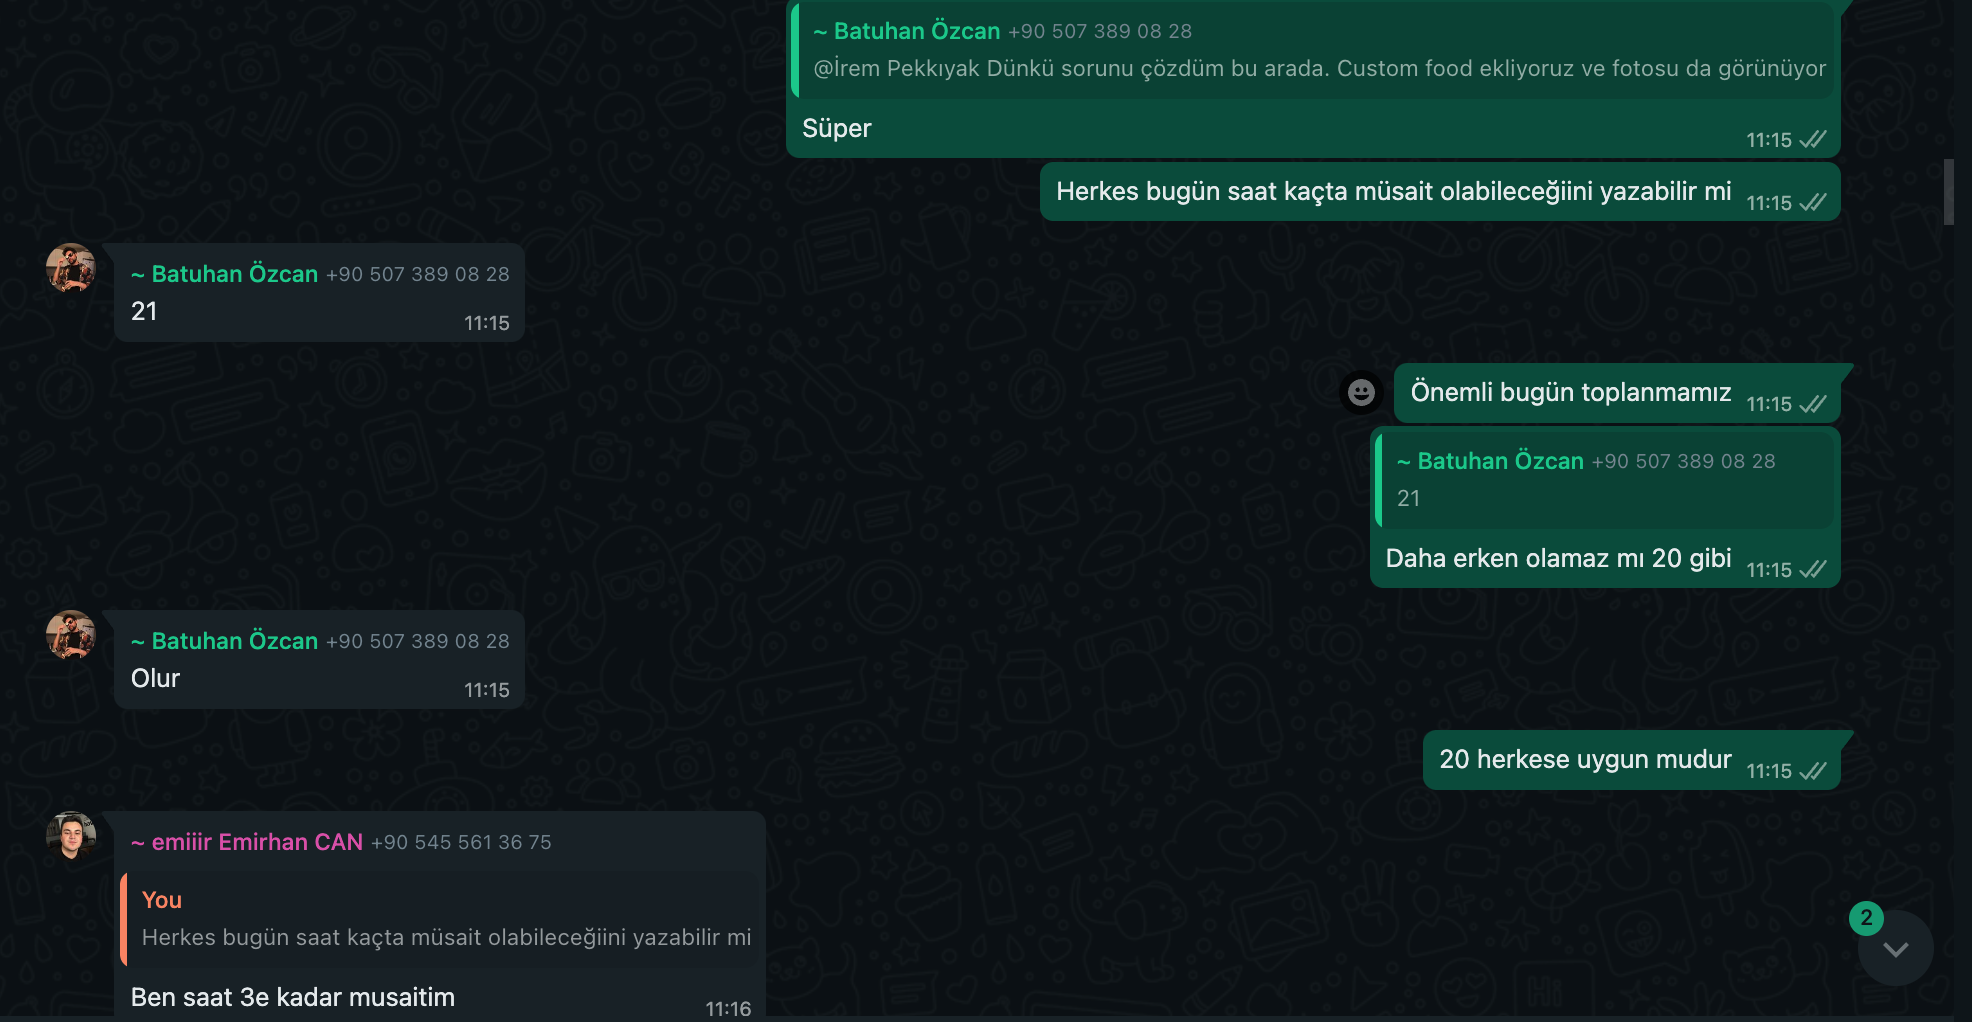 ~ Batuhan Özcan +90 507 389 08 28
@İrem Pekkıyak Dünkü sorunu çözdüm bu arada. Custom food ekliyoruz ve fotosu da görünüyor
Süper
11:15
Herkes bugün saat kaçta müsait olabileceğiini yazabilir mi
11:15
~ Batuhan Özcan +90 507 389 08 28
21
11:15
Önemli bugün toplanmamız
11:15
~ Batuhan Özcan +90 507 389 08 28
21
Daha erken olamaz mı 20 gibi
11:15
~ Batuhan Özcan +90 507 389 08 28
Olur
11:15
20 herkese uygun mudur
11:15
~ emiiir Emirhan CAN +90 545 561 36 75
You
Herkes bugün saat kaçta müsait olabileceğiini yazabilir mi
Ben saat 3e kadar musaitim
11:16
2